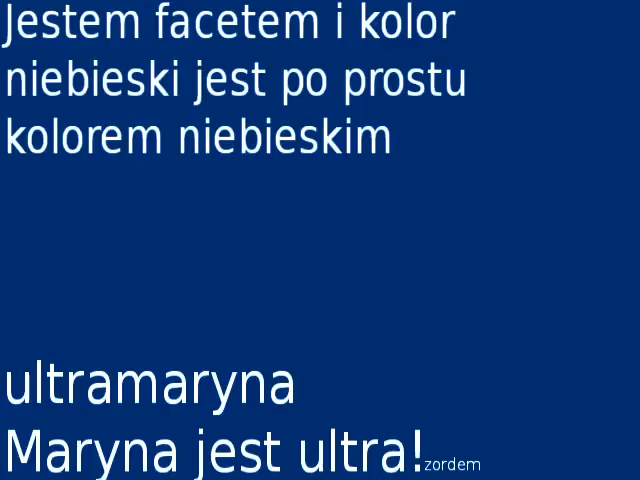 Jestem facetem i kolor
niebieski jest po prostu
kolorem niebieskim
ultramaryna
Maryna jest ultra!
zordem